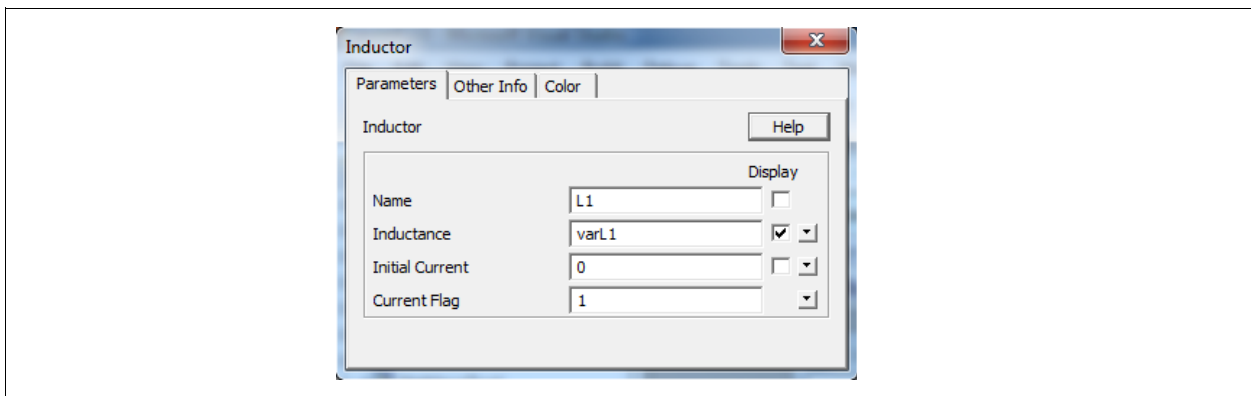 Inductor
Parameters Other Info Color
Inductor Help
Display
Name L1
Inductance varL1
Initial Current 0
Current Flag 1